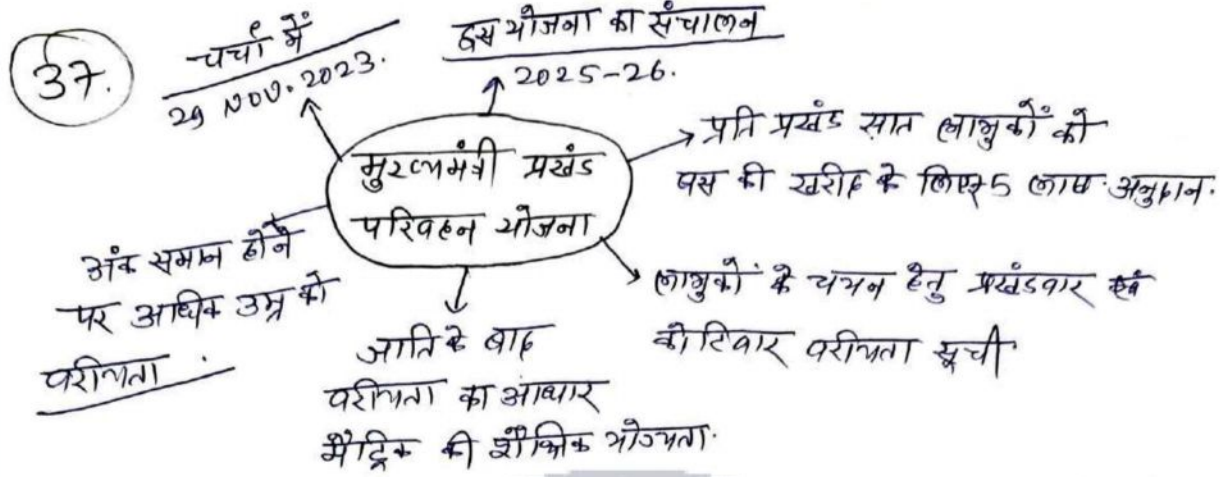 37.
चर्चा में
29 NOV. 2023.
इस योजना का संचालन
2025-26.
मुख्यमंत्री प्रखंड
परिवहन योजना
प्रति प्रखंड सात लाभुकों को
बस की खरीद के लिए 5 लाख अनुदान.
लाभुकों के चयन हेतु प्रखंडवार एवं
कोटिवार वरीयता सूची
जाति के बाद
वरीयता का आधार
मैट्रिक की शैक्षिक योग्यता.
अंक समान होने
पर अधिक उम्र को
वरीयता .